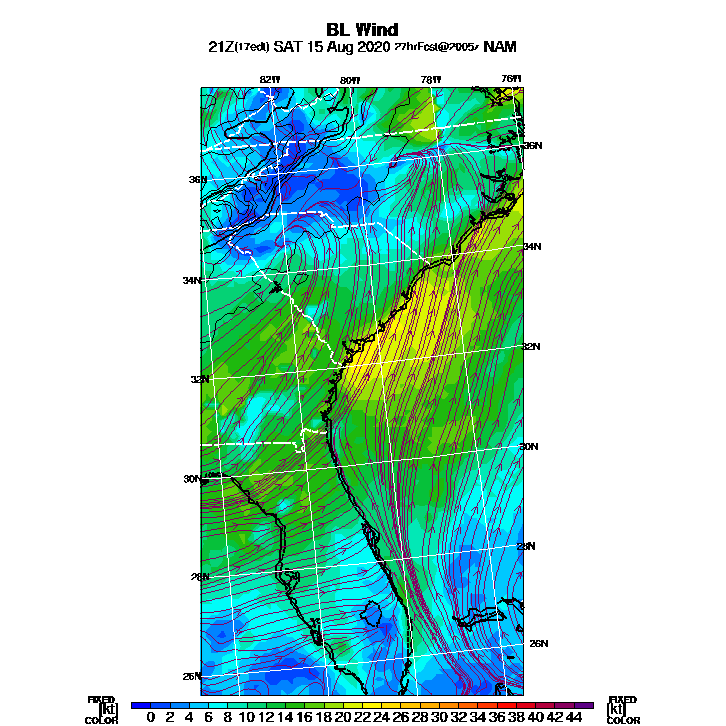 BL Wind
21Z(17edt) SAT 15 Aug 2020 27hrFcst@2005z NAM
82W 80W 78W 76W
36N 36N
34N 34N
32N 32N
30N 30N
28N 28N
26N 26N
FIXED FIXED
[kt] [kt]
COLOR COLOR
0 2 4 6 8 10 12 14 16 18 20 22 24 26 28 30 32 34 36 38 40 42 44